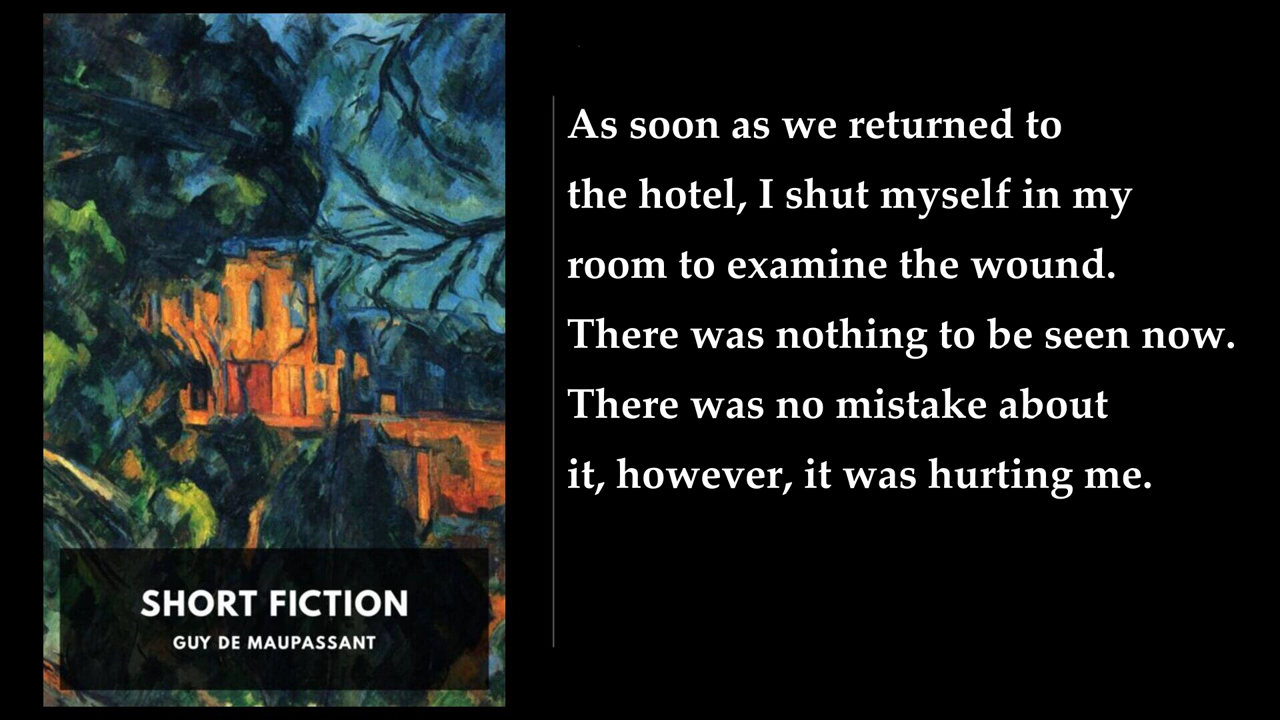 SHORT FICTION
GUY DE MAUPASSANT
As soon as we returned to
the hotel, I shut myself in my
room to examine the wound.
There was nothing to be seen now.
There was no mistake about
it, however, it was hurting me.